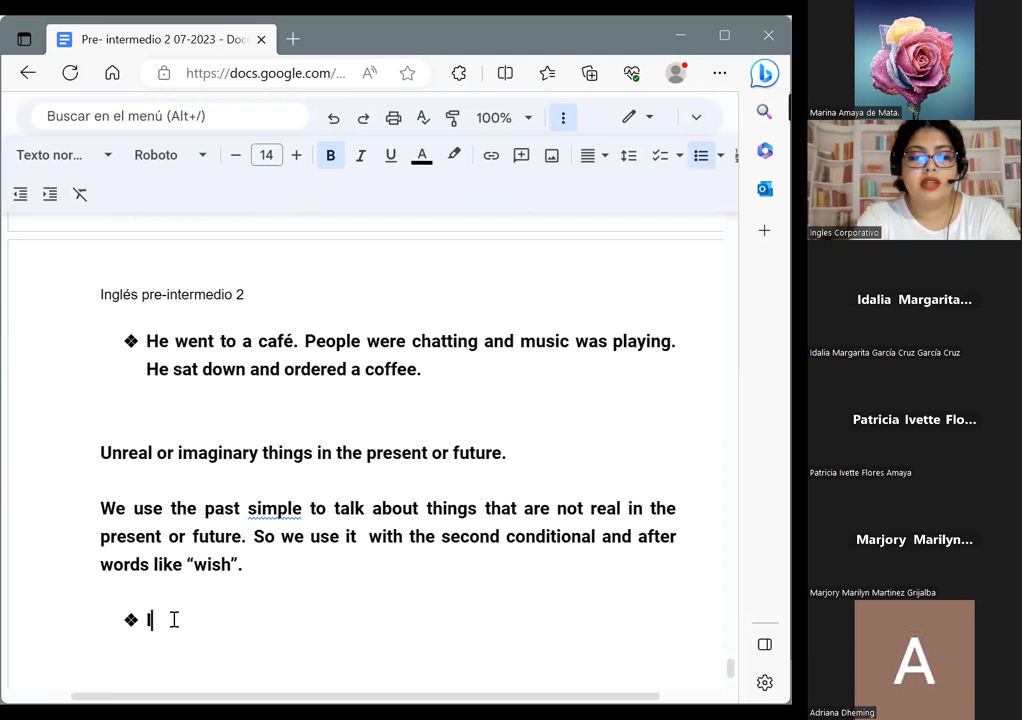 Pre- intermedio 2 07-2023 - Doc
https://docs.google.com/...
Buscar en el menú (Alt+/)
100%
Texto nor...
Roboto
14
B
I
U
A
Inglés pre-intermedio 2
❖ He went to a café. People were chatting and music was playing.
He sat down and ordered a coffee.
Unreal or imaginary things in the present or future.
We use the past simple to talk about things that are not real in the
present or future. So we use it with the second conditional and after
words like “wish”.
❖ I
Marina Amaya de Mata.
Ingles Corporativo
Idalia Margarita...
Idalia Margarita García Cruz García Cruz
Patricia Ivette Flo...
Patricia Ivette Flores Amaya
Marjory Marilyn...
Marjory Marilyn Martinez Grijalba
A
Adriana Dheming